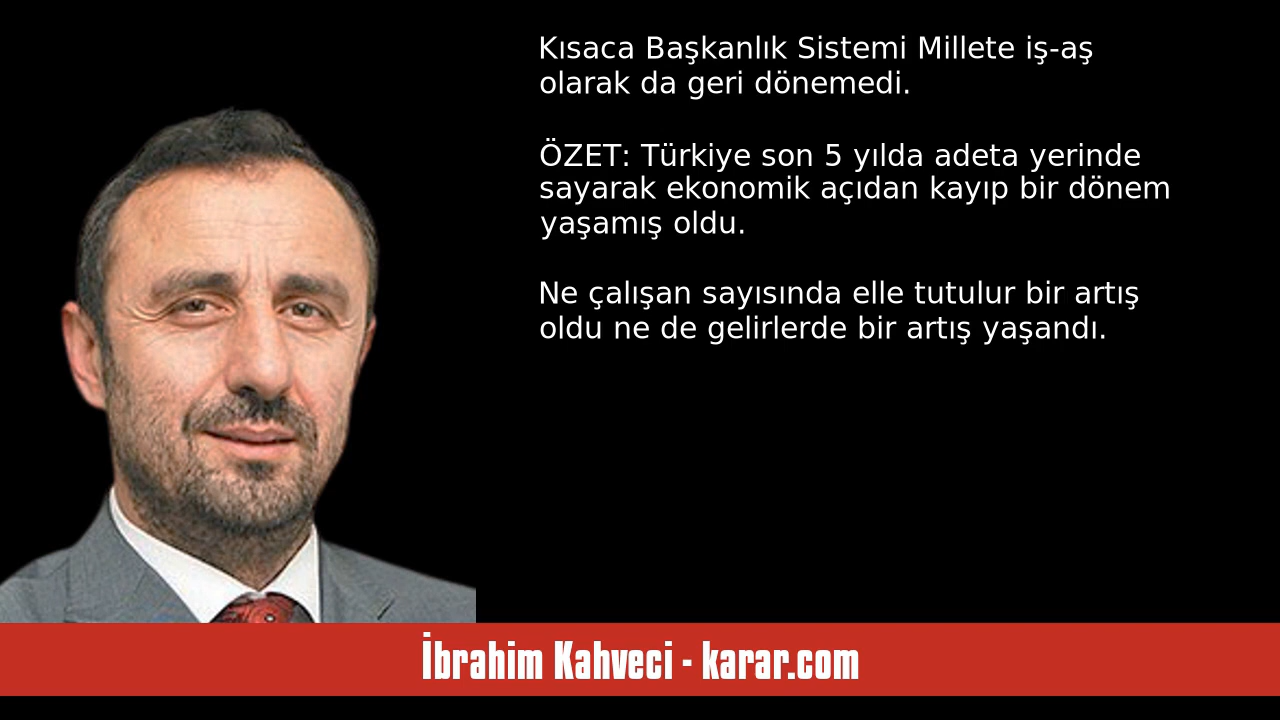 Kısaca Başkanlık Sistemi Millete iş-aş
olarak da geri dönemedi.
ÖZET: Türkiye son 5 yılda adeta yerinde
sayarak ekonomik açıdan kayıp bir dönem
yaşamış oldu.
Ne çalışan sayısında elle tutulur bir artış
oldu ne de gelirlerde bir artış yaşandı.
İbrahim Kahveci - karar.com